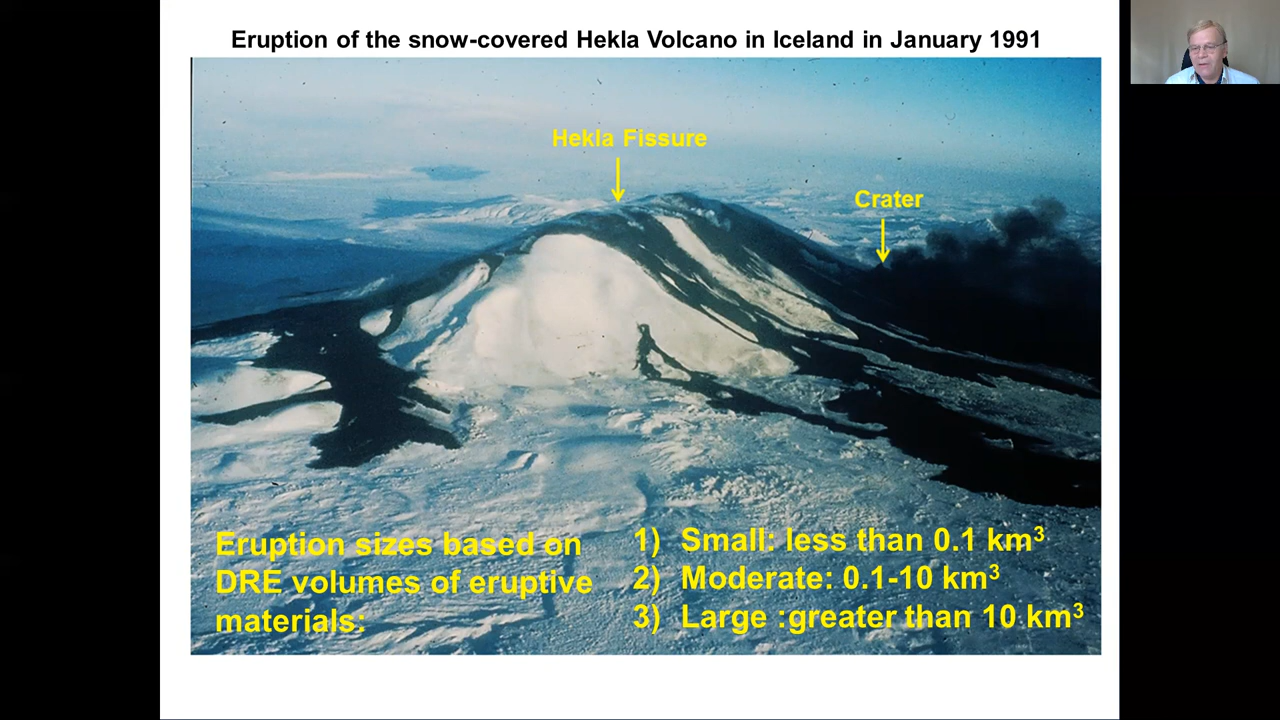 Eruption of the snow-covered Hekla Volcano in Iceland in January 1991
Hekla Fissure
Crater
Eruption sizes based on
DRE volumes of eruptive
materials:
1) Small: less than 0.1 km³
2) Moderate: 0.1-10 km³
3) Large :greater than 10 km³